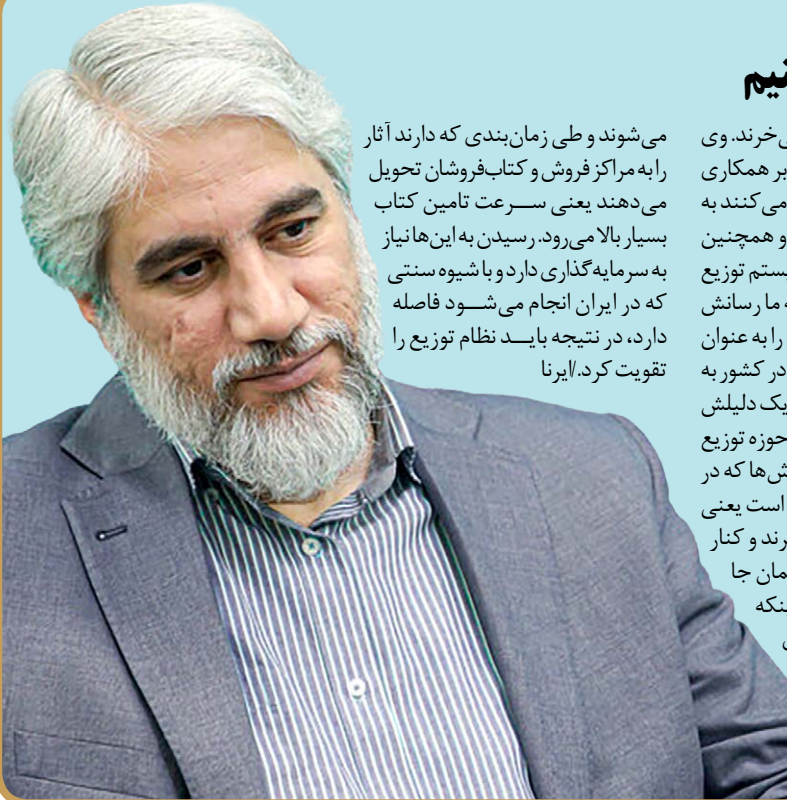 نیم
ی‌خرند. وی
بر همکاری
می‌کنند به
و همچنین
یستم توزیع
ه ما رسانش
را به عنوان
در کشور به
یک دلیلش
حوزه توزیع
ش‌ها که در
است یعنی
رند و کنار
مان جا
نکه
می‌شوند و طی زمان‌بندی که دارند آثار
را به مراکز فروش و کتاب‌فروشان تحویل
می‌دهند یعنی سرعت تامین کتاب
بسیار بالا می‌رود. رسیدن به این‌ها نیاز
به سرمایه‌گذاری دارد و با شیوه سنتی
که در ایران انجام می‌شود فاصله
دارد، در نتیجه باید نظام توزیع را
تقویت کرد./ایرنا